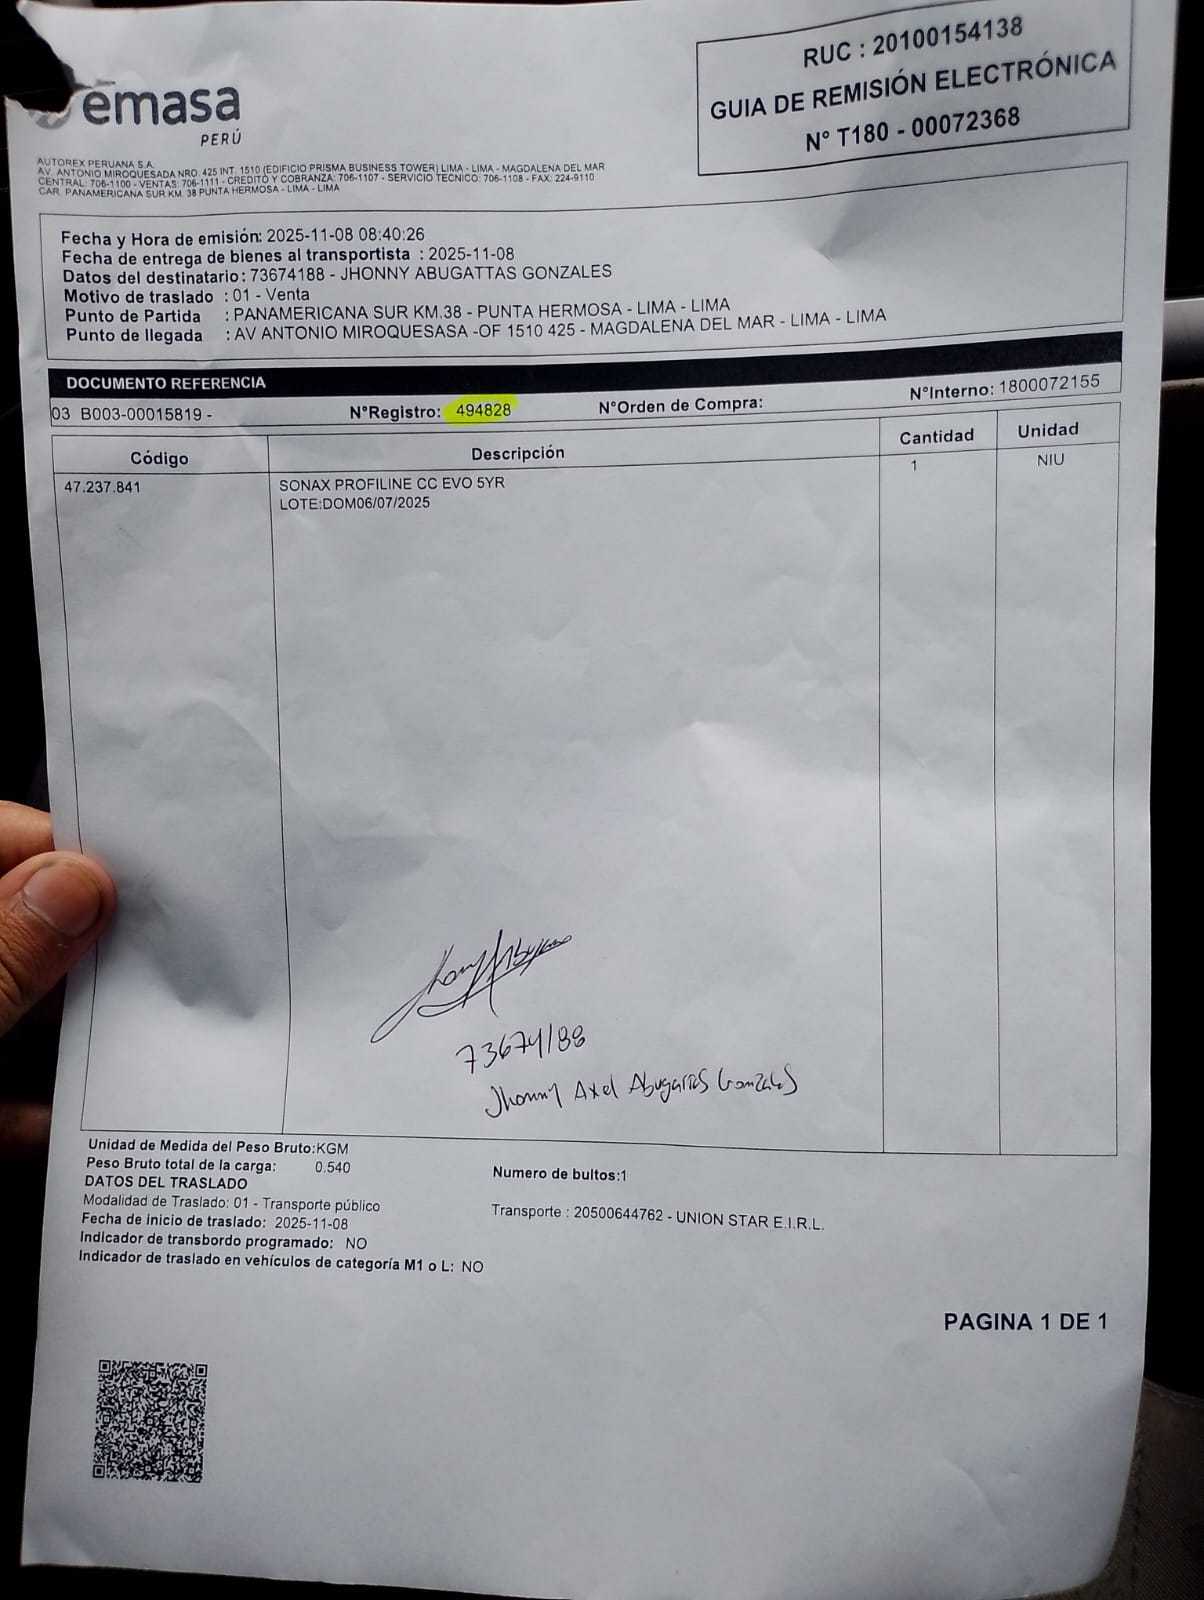 emasa
PERÚ
RUC : 20100154138
GUIA DE REMISIÓN ELECTRÓNICA
N° T180 - 00072368
AUTOREX PERUANA S.A.
AV. ANTONIO MIROQUESADA NRO. 425 INT. 1510 (EDIFICIO PRISMA BUSINESS TOWER) LIMA - LIMA - MAGDALENA DEL MAR
CENTRAL: 706-1100 - VENTAS: 706-1111 - CREDITO Y COBRANZA: 706-1107 - SERVICIO TECNICO: 706-1108 - FAX: 224-9110
CAR. PANAMERICANA SUR KM. 38 PUNTA HERMOSA - LIMA - LIMA
Fecha y Hora de emisión: 2025-11-08 08:40:26
Fecha de entrega de bienes al transportista : 2025-11-08
Datos del destinatario : 73674188 - JHONNY ABUGATTAS GONZALES
Motivo de traslado : 01 - Venta
Punto de Partida : PANAMERICANA SUR KM.38 - PUNTA HERMOSA - LIMA - LIMA
Punto de llegada : AV ANTONIO MIROQUESASA -OF 1510 425 - MAGDALENA DEL MAR - LIMA - LIMA
DOCUMENTO REFERENCIA
03 B003-00015819 - N°Registro: 494828 N°Orden de Compra: N°Interno: 1800072155
Código Descripción Cantidad Unidad
47.237.841 SONAX PROFILINE CC EVO 5YR 1 NIU
LOTE:DOM06/07/2025
73674188
Jhonny Axel Abugattas Gonzales
Unidad de Medida del Peso Bruto:KGM
Peso Bruto total de la carga: 0.540
Numero de bultos:1
DATOS DEL TRASLADO
Modalidad de Traslado: 01 - Transporte público
Transporte : 20500644762 - UNION STAR E.I.R.L.
Fecha de inicio de traslado: 2025-11-08
Indicador de transbordo programado: NO
Indicador de traslado en vehículos de categoría M1 o L: NO
PAGINA 1 DE 1